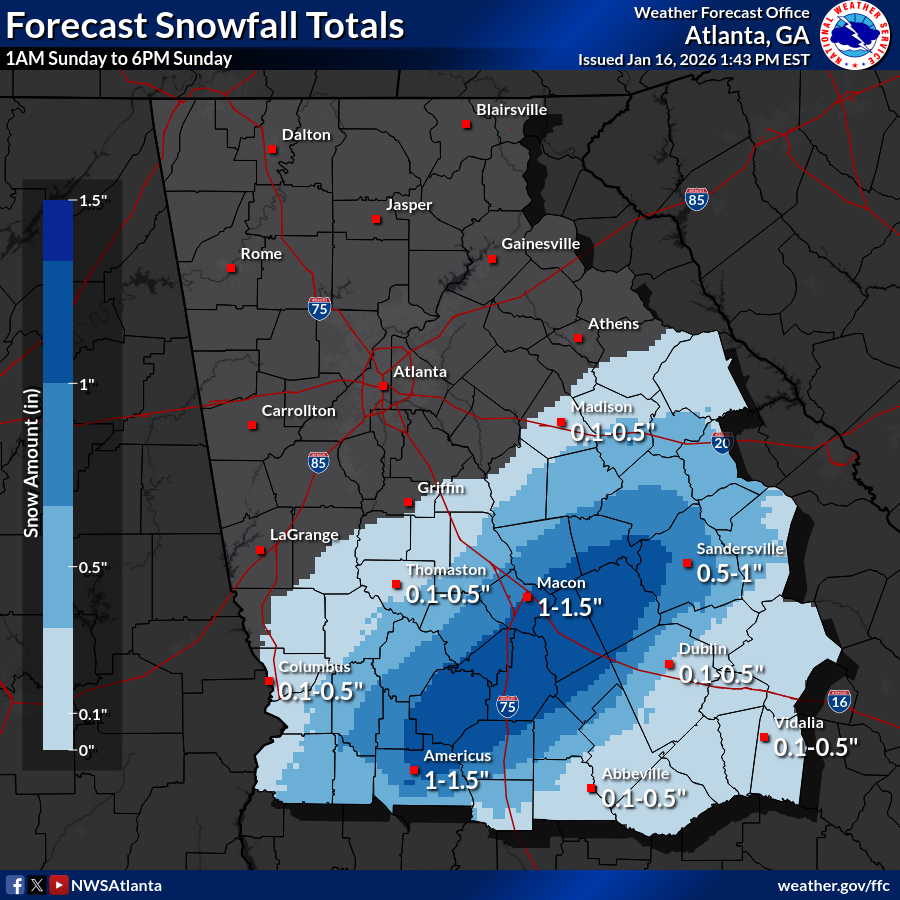 Forecast Snowfall Totals
1AM Sunday to 6PM Sunday
Weather Forecast Office
Atlanta, GA
Issued Jan 16, 2026 1:43 PM EST
NATIONAL WEATHER SERVICE
Blairsville
Dalton
85
1.5"
Jasper
Gainesville
Rome
75
Athens
Atlanta
1"
Carrollton
Madison
0.1-0.5"
20
85
Griffin
Snow Amount (in)
LaGrange
Sandersville
0.5-1"
0.5"
Thomaston
0.1-0.5"
Macon
1-1.5"
Dublin
0.1-0.5"
Columbus
0.1-0.5"
75
16
0.1"
Vidalia
0.1-0.5"
0"
Americus
1-1.5"
Abbeville
0.1-0.5"
NWSAtlanta
weather.gov/ffc